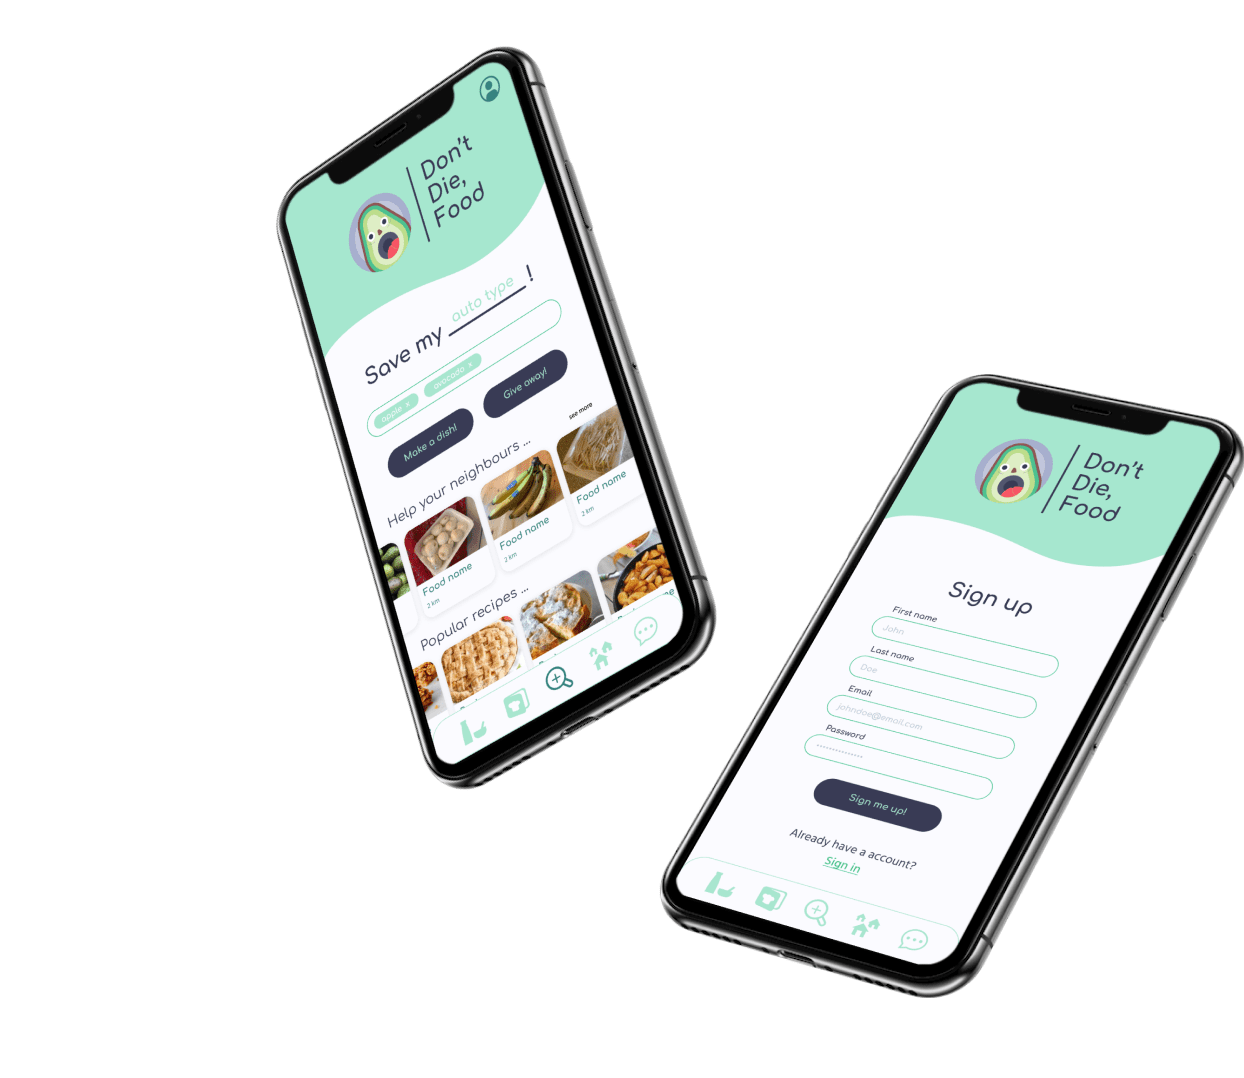 Don't
Die,
Food
Save my auto type !
apple × avocado ×
Make a dish! Give away!
Help your neighbours ...
see more
Food name
2 km
Food name
2 km
Food name
2 km
Popular recipes ...
Don't
Die,
Food
Sign up
First name
John
Last name
Doe
Email
johndoe@email.com
Password
Sign me up!
Already have a account?
Sign in